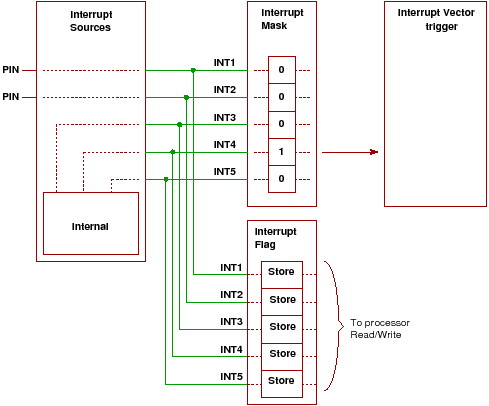 Interrupt
Sources
Interrupt
Mask
Interrupt Vector
trigger
PIN
INT1
0
PIN
INT2
0
INT3
0
INT4
1
INT5
0
Internal
Interrupt
Flag
INT1
Store
INT2
Store
INT3
Store
INT4
Store
INT5
Store
To processor
Read/Write